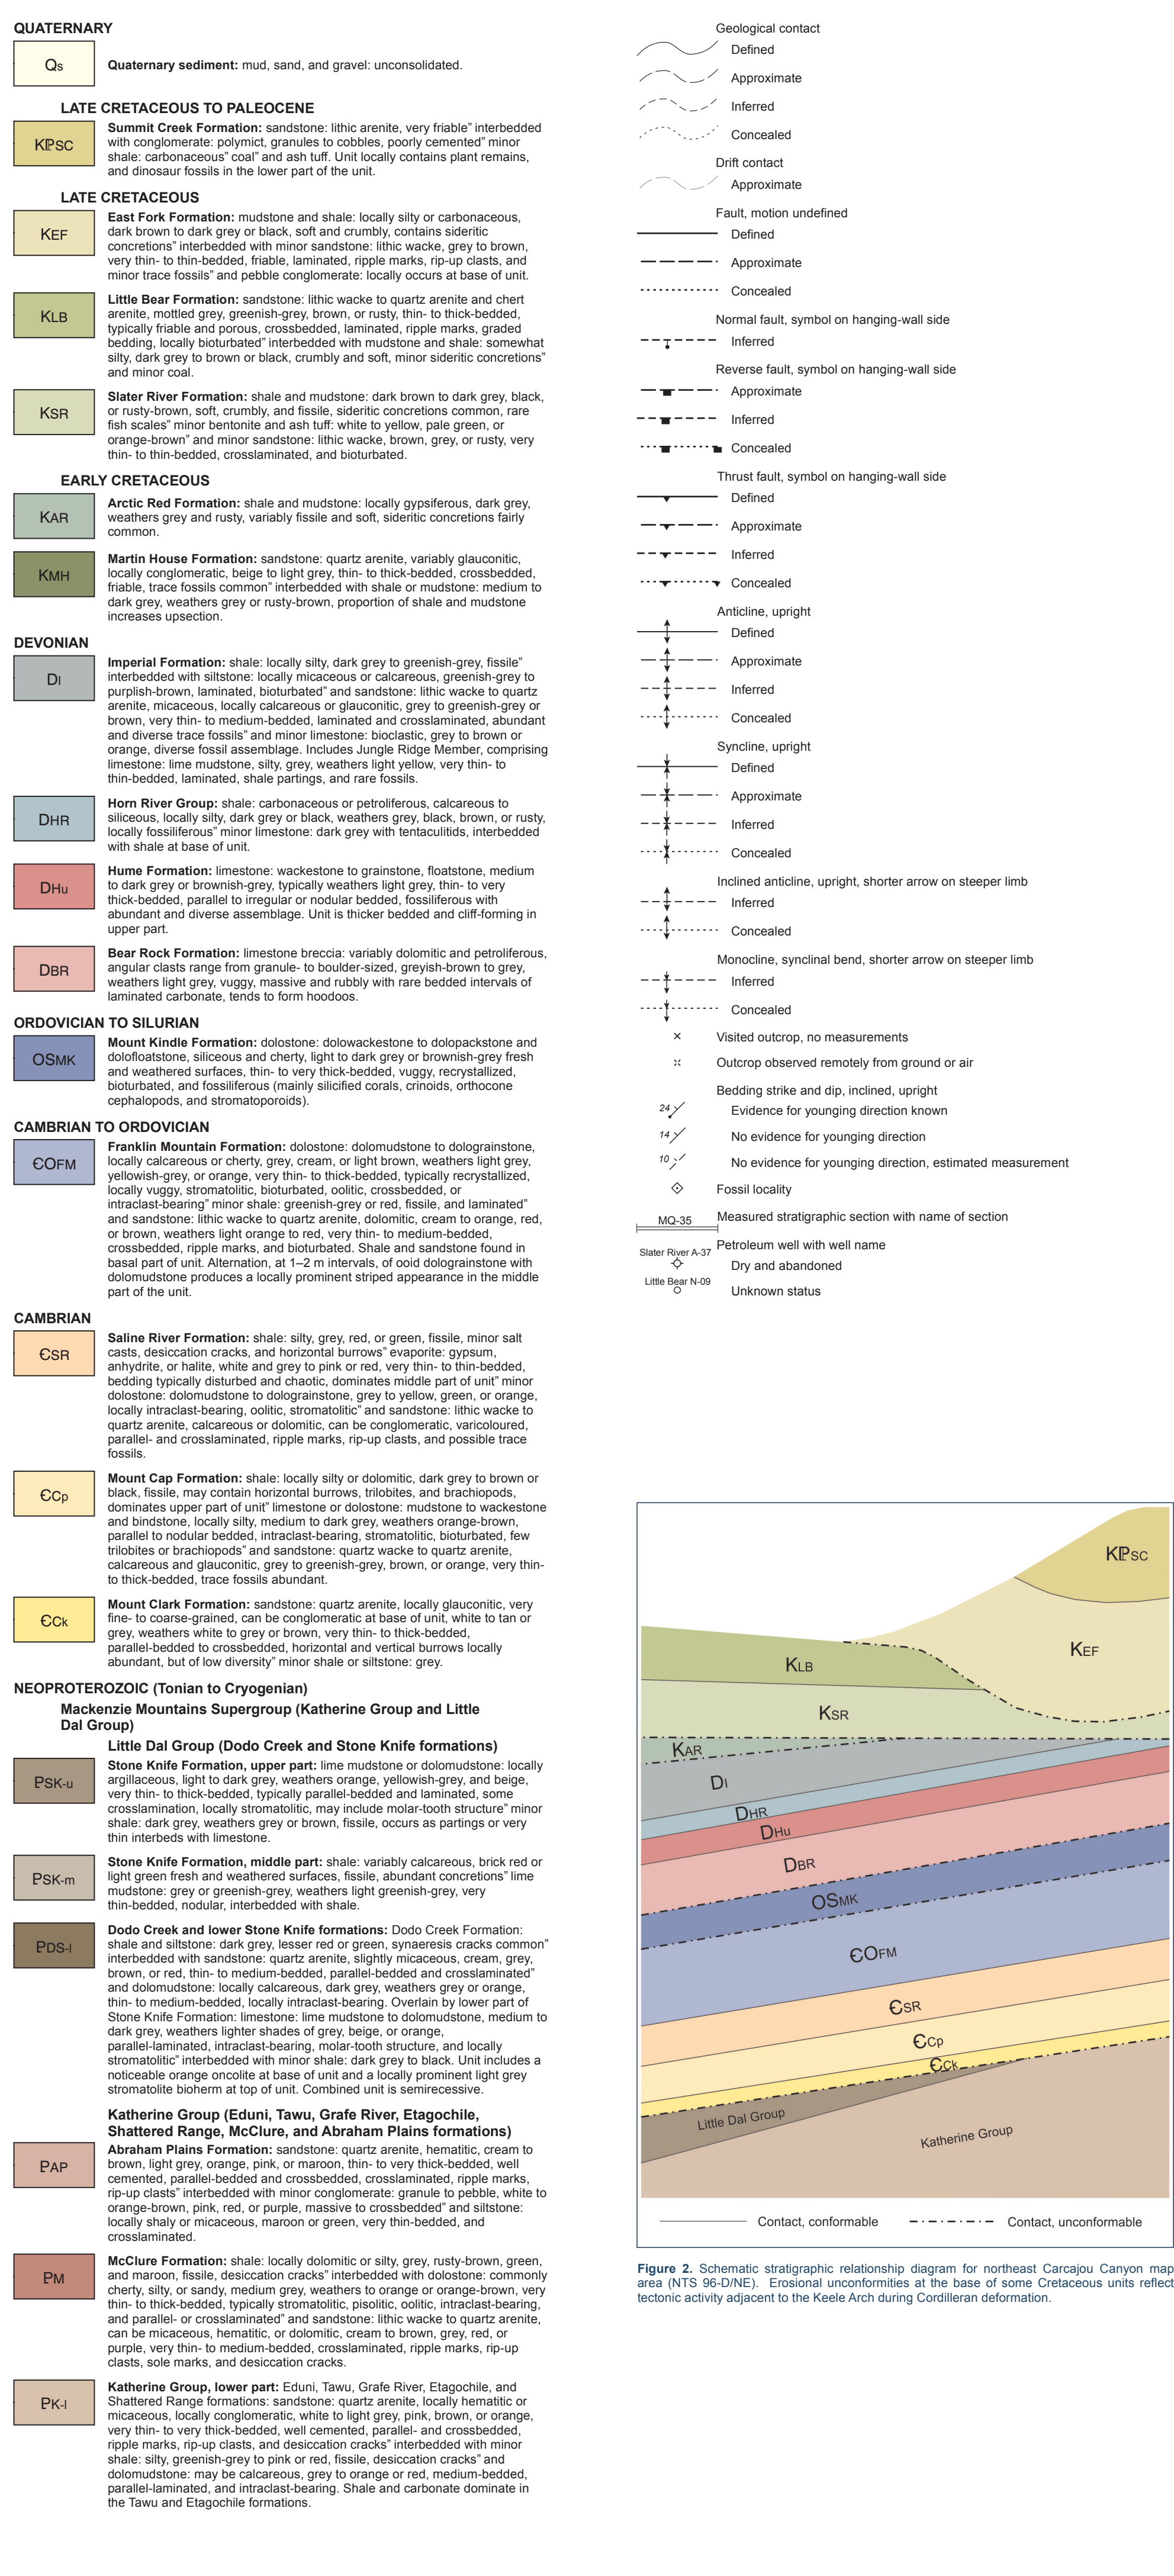 QUATERNARY
Qs
Quaternary sediment: mud, sand, and gravel: unconsolidated.
LATE CRETACEOUS TO PALEOCENE
KPSC
Summit Creek Formation: sandstone: lithic arenite, very friable” interbedded
with conglomerate: polymict, granules to cobbles, poorly cemented” minor
shale: carbonaceous” coal” and ash tuff. Unit locally contains plant remains,
and dinosaur fossils in the lower part of the unit.
LATE CRETACEOUS
KEF
East Fork Formation: mudstone and shale: locally silty or carbonaceous,
dark brown to dark grey or black, soft and crumbly, contains sideritic
concretions” interbedded with minor sandstone: lithic wacke, grey to brown,
very thin- to thin-bedded, friable, laminated, ripple marks, rip-up clasts, and
minor trace fossils” and pebble conglomerate: locally occurs at base of unit.
KLB
Little Bear Formation: sandstone: lithic wacke to quartz arenite and chert
arenite, mottled grey, greenish-grey, brown, or rusty, thin- to thick-bedded,
typically friable and porous, crossbedded, laminated, ripple marks, graded
bedding, locally bioturbated” interbedded with mudstone and shale: somewhat
silty, dark grey to brown or black, crumbly and soft, minor sideritic concretions”
and minor coal.
KSR
Slater River Formation: shale and mudstone: dark brown to dark grey, black,
or rusty-brown, soft, crumbly, and fissile, sideritic concretions common, rare
fish scales” minor bentonite and ash tuff: white to yellow, pale green, or
orange-brown” and minor sandstone: lithic wacke, brown, grey, or rusty, very
thin- to thin-bedded, crosslaminated, and bioturbated.
EARLY CRETACEOUS
KAR
Arctic Red Formation: shale and mudstone: locally gypsiferous, dark grey,
weathers grey and rusty, variably fissile and soft, sideritic concretions fairly
common.
KMH
Martin House Formation: sandstone: quartz arenite, variably glauconitic,
locally conglomeratic, beige to light grey, thin- to thick-bedded, crossbedded,
friable, trace fossils common” interbedded with shale or mudstone: medium to
dark grey, weathers grey or rusty-brown, proportion of shale and mudstone
increases upsection.
DEVONIAN
DI
Imperial Formation: shale: locally silty, dark grey to greenish-grey, fissile”
interbedded with siltstone: locally micaceous or calcareous, greenish-grey to
purplish-brown, laminated, bioturbated” and sandstone: lithic wacke to quartz
arenite, micaceous, locally calcareous or glauconitic, grey to greenish-grey or
brown, very thin- to medium-bedded, laminated and crosslaminated, abundant
and diverse trace fossils” and minor limestone: bioclastic, grey to brown or
orange, diverse fossil assemblage. Includes Jungle Ridge Member, comprising
limestone: lime mudstone, silty, grey, weathers light yellow, very thin- to
thin-bedded, laminated, shale partings, and rare fossils.
DHR
Horn River Group: shale: carbonaceous or petroliferous, calcareous to
siliceous, locally silty, dark grey or black, weathers grey, black, brown, or rusty,
locally fossiliferous” minor limestone: dark grey with tentaculitids, interbedded
with shale at base of unit.
DHu
Hume Formation: limestone: wackestone to grainstone, floatstone, medium
to dark grey or brownish-grey, typically weathers light grey, thin- to very
thick-bedded, parallel to irregular or nodular bedded, fossiliferous with
abundant and diverse assemblage. Unit is thicker bedded and cliff-forming in
upper part.
DBR
Bear Rock Formation: limestone breccia: variably dolomitic and petroliferous,
angular clasts range from granule- to boulder-sized, greyish-brown to grey,
weathers light grey, vuggy, massive and rubbly with rare bedded intervals of
laminated carbonate, tends to form hoodoos.
ORDOVICIAN TO SILURIAN
OSMK
Mount Kindle Formation: dolostone: dolowackestone to dolopackstone and
dolofloatstone, siliceous and cherty, light to dark grey or brownish-grey fresh
and weathered surfaces, thin- to very thick-bedded, vuggy, recrystallized,
bioturbated, and fossiliferous (mainly silicified corals, crinoids, orthocone
cephalopods, and stromatoporoids).
CAMBRIAN TO ORDOVICIAN
ЄOFM
Franklin Mountain Formation: dolostone: dolomudstone to dolograinstone,
locally calcareous or cherty, grey, cream, or light brown, weathers light grey,
yellowish-grey, or orange, very thin- to thick-bedded, typically recrystallized,
locally vuggy, stromatolitic, bioturbated, oolitic, crossbedded, or
intraclast-bearing” minor shale: greenish-grey or red, fissile, and laminated”
and sandstone: lithic wacke to quartz arenite, dolomitic, cream to orange, red,
or brown, weathers light orange to red, very thin- to medium-bedded,
crossbedded, ripple marks, and bioturbated. Shale and sandstone found in
basal part of unit. Alternation, at 1–2 m intervals, of ooid dolograinstone with
dolomudstone produces a locally prominent striped appearance in the middle
part of the unit.
CAMBRIAN
ЄSR
Saline River Formation: shale: silty, grey, red, or green, fissile, minor salt
casts, desiccation cracks, and horizontal burrows” evaporite: gypsum,
anhydrite, or halite, white and grey to pink or red, very thin- to thin-bedded,
bedding typically disturbed and chaotic, dominates middle part of unit” minor
dolostone: dolomudstone to dolograinstone, grey to yellow, green, or orange,
locally intraclast-bearing, oolitic, stromatolitic” and sandstone: lithic wacke to
quartz arenite, calcareous or dolomitic, can be conglomeratic, varicoloured,
parallel- and crosslaminated, ripple marks, rip-up clasts, and possible trace
fossils.
ЄCp
Mount Cap Formation: shale: locally silty or dolomitic, dark grey to brown or
black, fissile, may contain horizontal burrows, trilobites, and brachiopods,
dominates upper part of unit” limestone or dolostone: mudstone to wackestone
and bindstone, locally silty, medium to dark grey, weathers orange-brown,
parallel to nodular bedded, intraclast-bearing, stromatolitic, bioturbated, few
trilobites or brachiopods” and sandstone: quartz wacke to quartz arenite,
calcareous and glauconitic, grey to greenish-grey, brown, or orange, very thin-
to thick-bedded, trace fossils abundant.
ЄCk
Mount Clark Formation: sandstone: quartz arenite, locally glauconitic, very
fine- to coarse-grained, can be conglomeratic at base of unit, white to tan or
grey, weathers white to grey or brown, very thin- to thick-bedded,
parallel-bedded to crossbedded, horizontal and vertical burrows locally
abundant, but of low diversity” minor shale or siltstone: grey.
NEOPROTEROZOIC (Tonian to Cryogenian)
Mackenzie Mountains Supergroup (Katherine Group and Little
Dal Group)
Little Dal Group (Dodo Creek and Stone Knife formations)
PSK-u
Stone Knife Formation, upper part: lime mudstone or dolomudstone: locally
argillaceous, light to dark grey, weathers orange, yellowish-grey, and beige,
very thin- to thick-bedded, typically parallel-bedded and laminated, some
crosslamination, locally stromatolitic, may include molar-tooth structure” minor
shale: dark grey, weathers grey or brown, fissile, occurs as partings or very
thin interbeds with limestone.
PSK-m
Stone Knife Formation, middle part: shale: variably calcareous, brick red or
light green fresh and weathered surfaces, fissile, abundant concretions” lime
mudstone: grey or greenish-grey, weathers light greenish-grey, very
thin-bedded, nodular, interbedded with shale.
PDS-l
Dodo Creek and lower Stone Knife formations: Dodo Creek Formation:
shale and siltstone: dark grey, lesser red or green, synaeresis cracks common”
interbedded with sandstone: quartz arenite, slightly micaceous, cream, grey,
brown, or red, thin- to medium-bedded, parallel-bedded and crosslaminated”
and dolomudstone: locally calcareous, dark grey, weathers grey or orange,
thin- to medium-bedded, locally intraclast-bearing. Overlain by lower part of
Stone Knife Formation: limestone: lime mudstone to dolomudstone, medium to
dark grey, weathers lighter shades of grey, beige, or orange,
parallel-laminated, intraclast-bearing, molar-tooth structure, and locally
stromatolitic” interbedded with minor shale: dark grey to black. Unit includes a
noticeable orange oncolite at base of unit and a locally prominent light grey
stromatolite bioherm at top of unit. Combined unit is semirecessive.
Katherine Group (Eduni, Tawu, Grafe River, Etagochile,
Shattered Range, McClure, and Abraham Plains formations)
PAP
Abraham Plains Formation: sandstone: quartz arenite, hematitic, cream to
brown, light grey, orange, pink, or maroon, thin- to very thick-bedded, well
cemented, parallel-bedded and crossbedded, crosslaminated, ripple marks,
rip-up clasts” interbedded with minor conglomerate: granule to pebble, white to
orange-brown, pink, red, or purple, massive to crossbedded” and siltstone:
locally shaly or micaceous, maroon or green, very thin-bedded, and
crosslaminated.
PM
McClure Formation: shale: locally dolomitic or silty, grey, rusty-brown, green,
and maroon, fissile, desiccation cracks” interbedded with dolostone: commonly
cherty, silty, or sandy, medium grey, weathers to orange or orange-brown, very
thin- to thick-bedded, typically stromatolitic, pisolitic, oolitic, intraclast-bearing,
and parallel- or crosslaminated” and sandstone: lithic wacke to quartz arenite,
can be micaceous, hematitic, or dolomitic, cream to brown, grey, red, or
purple, very thin- to medium-bedded, crosslaminated, ripple marks, rip-up
clasts, sole marks, and desiccation cracks.
PK-l
Katherine Group, lower part: Eduni, Tawu, Grafe River, Etagochile, and
Shattered Range formations: sandstone: quartz arenite, locally hematitic or
micaceous, locally conglomeratic, white to light grey, pink, brown, or orange,
very thin- to very thick-bedded, well cemented, parallel- and crossbedded,
ripple marks, rip-up clasts, and desiccation cracks” interbedded with minor
shale: silty, greenish-grey to pink or red, fissile, desiccation cracks” and
dolomudstone: may be calcareous, grey to orange or red, medium-bedded,
parallel-laminated, and intraclast-bearing. Shale and carbonate dominate in
the Tawu and Etagochile formations.
Geological contact
Defined
Approximate
Inferred
Concealed
Drift contact
Approximate
Fault, motion undefined
Defined
Approximate
Concealed
Normal fault, symbol on hanging-wall side
Inferred
Reverse fault, symbol on hanging-wall side
Approximate
Inferred
Concealed
Thrust fault, symbol on hanging-wall side
Defined
Approximate
Inferred
Concealed
Anticline, upright
Defined
Approximate
Inferred
Concealed
Syncline, upright
Defined
Approximate
Inferred
Concealed
Inclined anticline, upright, shorter arrow on steeper limb
Inferred
Concealed
Monocline, synclinal bend, shorter arrow on steeper limb
Inferred
Concealed
Visited outcrop, no measurements
Outcrop observed remotely from ground or air
Bedding strike and dip, inclined, upright
24 Evidence for younging direction known
14 No evidence for younging direction
10 No evidence for younging direction, estimated measurement
Fossil locality
MQ-35 Measured stratigraphic section with name of section
Petroleum well with well name
Slater River A-37 Dry and abandoned
Little Bear N-09 Unknown status
KPSC
KEF
KLB
KSR
KAR
DI
DHR
DHu
DBR
OSMK
ЄOFM
ЄSR
ЄCp
ЄCk
Little Dal Group
Katherine Group
Contact, conformable
Contact, unconformable
Figure 2. Schematic stratigraphic relationship diagram for northeast Carcajou Canyon map
area (NTS 96-D/NE). Erosional unconformities at the base of some Cretaceous units reflect
tectonic activity adjacent to the Keele Arch during Cordilleran deformation.